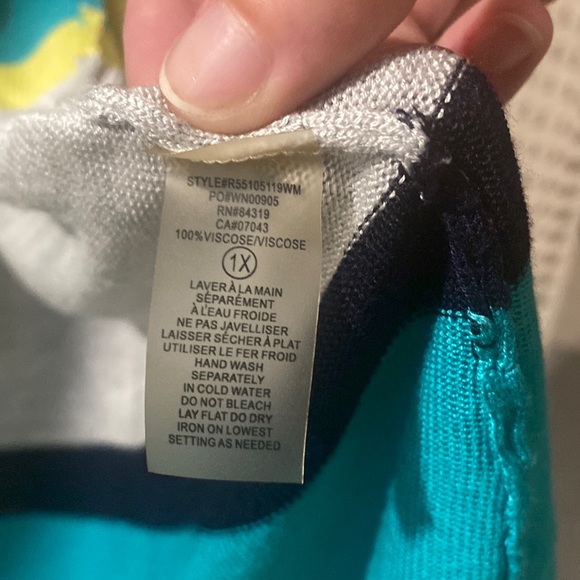 STYLE#R55105119WM
PO#WN00905
RN#84319
CA#07043
100%VISCOSE/VISCOSE
1X
LAVER À LA MAIN
SÉPARÉMENT
À L'EAU FROIDE
NE PAS JAVELLISER
LAISSER SÉCHER À PLAT
UTILISER LE FER FROID
HAND WASH
SEPARATELY
IN COLD WATER
DO NOT BLEACH
LAY FLAT DO DRY
IRON ON LOWEST
SETTING AS NEEDED